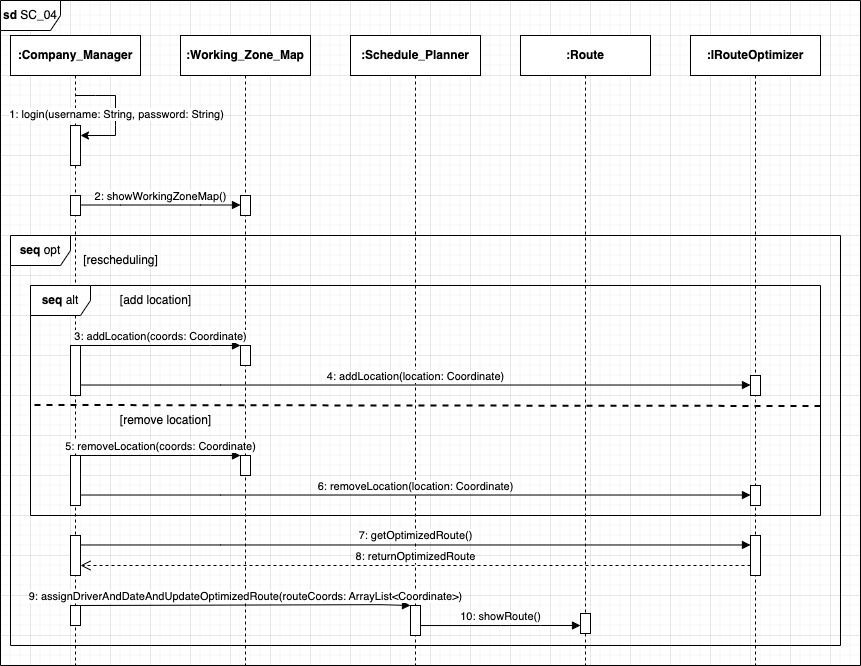 sd SC_04
:Company_Manager
:Working_Zone_Map
:Schedule_Planner
:Route
:IRouteOptimizer
1: login(username: String, password: String)
2: showWorkingZoneMap()
seq opt
[rescheduling]
seq alt
[add location]
3: addLocation(coords: Coordinate)
4: addLocation(location: Coordinate)
[remove location]
5: removeLocation(coords: Coordinate)
6: removeLocation(location: Coordinate)
7: getOptimizedRoute()
8: returnOptimizedRoute
9: assignDriverAndDateAndUpdateOptimizedRoute(routeCoords: ArrayList<Coordinate>)
10: showRoute()